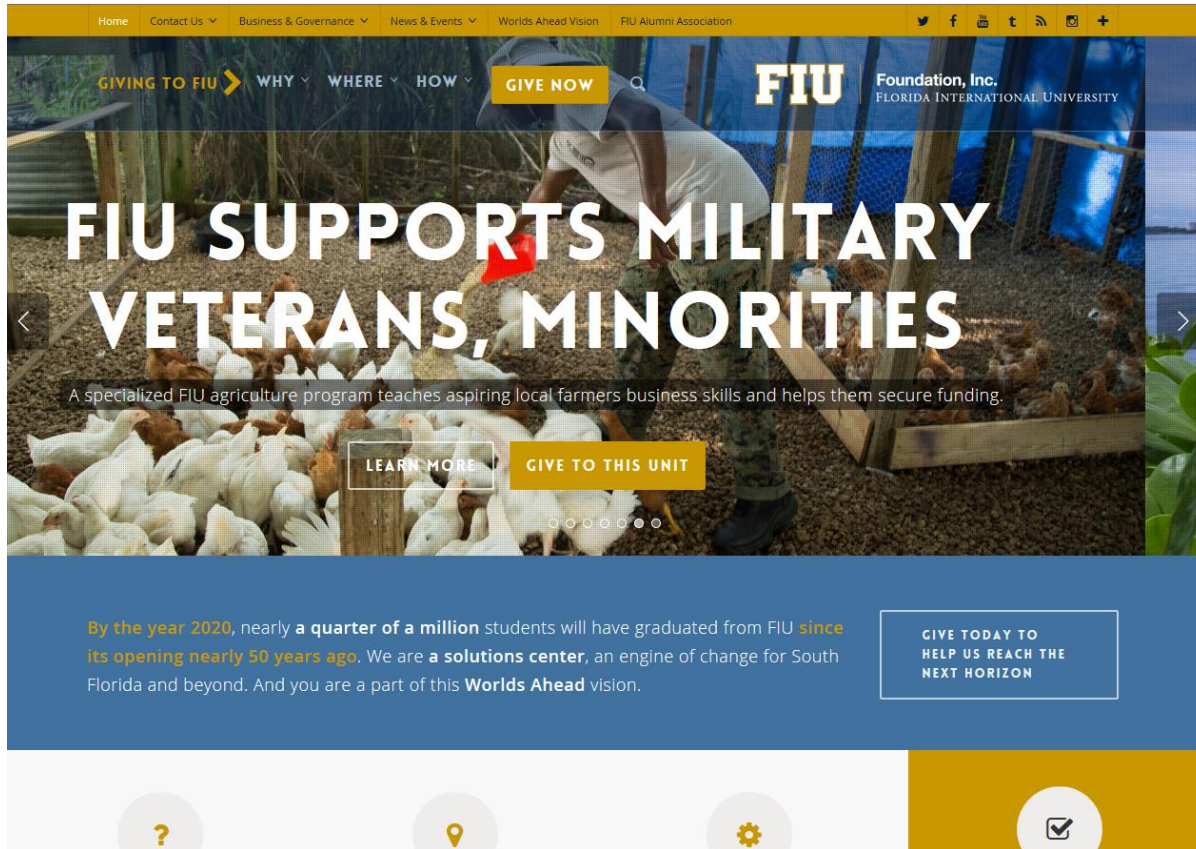 Home Contact Us Business & Governance News & Events Worlds Ahead Vision FIU Alumni Association
GIVING TO FIU WHY WHERE HOW GIVE NOW
FIU
Foundation, Inc.
FLORIDA INTERNATIONAL UNIVERSITY
FIU SUPPORTS MILITARY
VETERANS, MINORITIES
A specialized FIU agriculture program teaches aspiring local farmers business skills and helps them secure funding.
LEARN MORE GIVE TO THIS UNIT
By the year 2020, nearly a quarter of a million students will have graduated from FIU since
its opening nearly 50 years ago. We are a solutions center, an engine of change for South
Florida and beyond. And you are a part of this Worlds Ahead vision.
GIVE TODAY TO
HELP US REACH THE
NEXT HORIZON